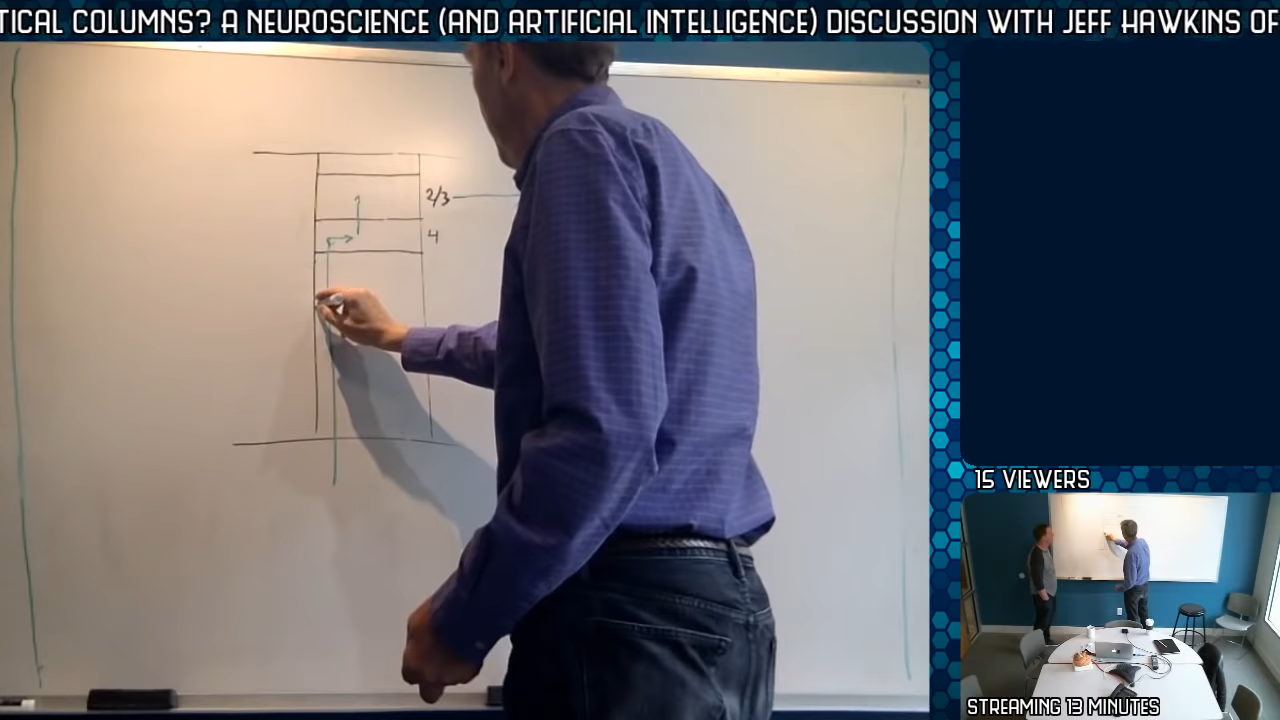 TICAL COLUMNS? A NEUROSCIENCE (AND ARTIFICIAL INTELLIGENCE) DISCUSSION WITH JEFF HAWKINS OF
2/3
4
15 VIEWERS
STREAMING 13 MINUTES